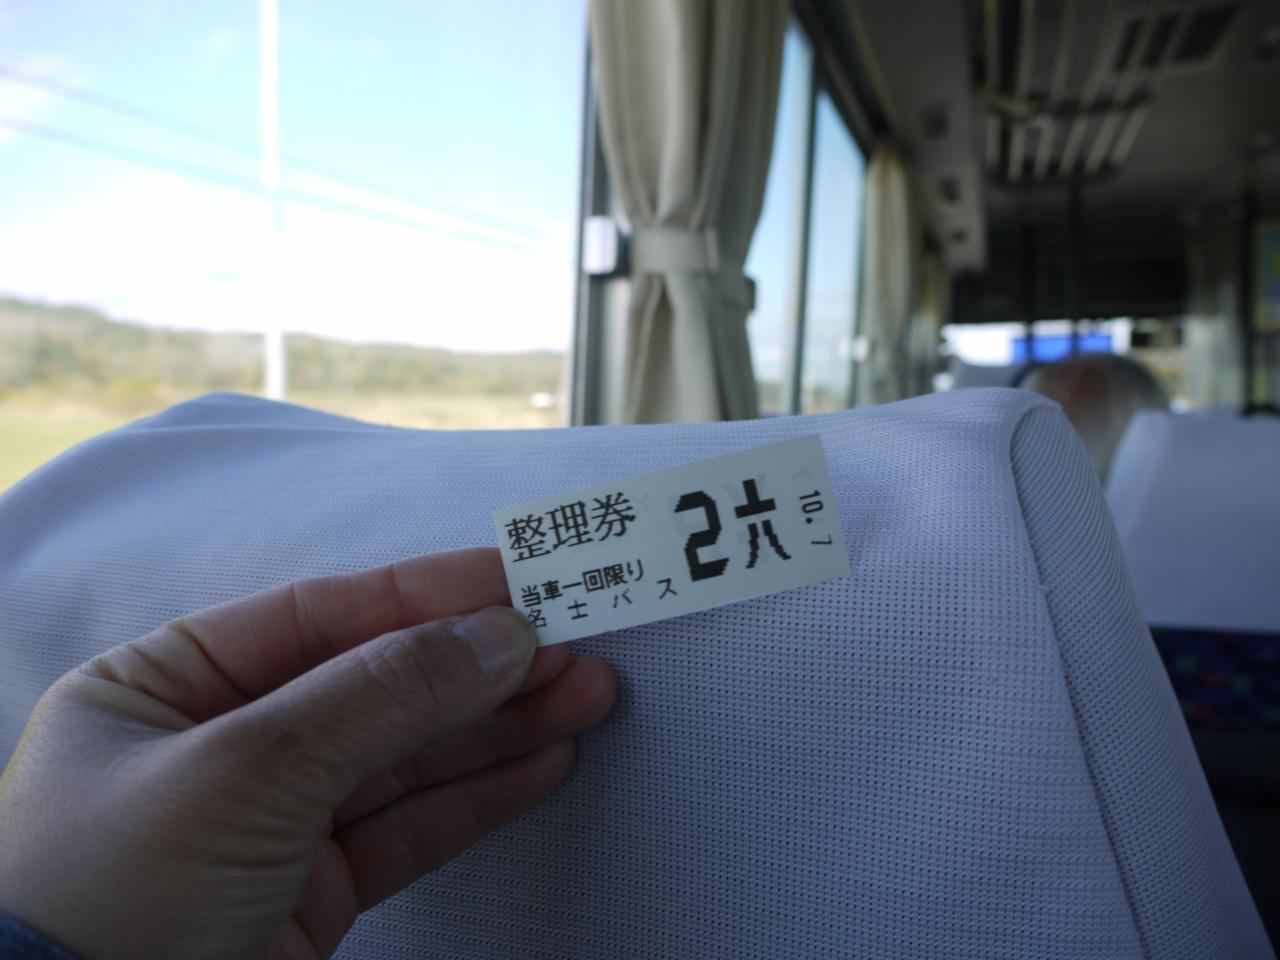 整理券
当車一回限り
名士バス
2六
10.7